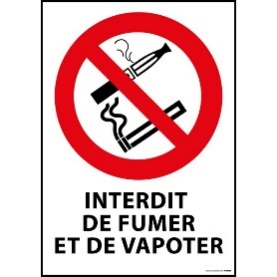 INTERDIT
DE FUMER
ET DE VAPOTER